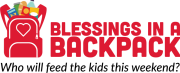 BLESSINGS IN A
BACKPACK
Who will feed the kids this weekend?